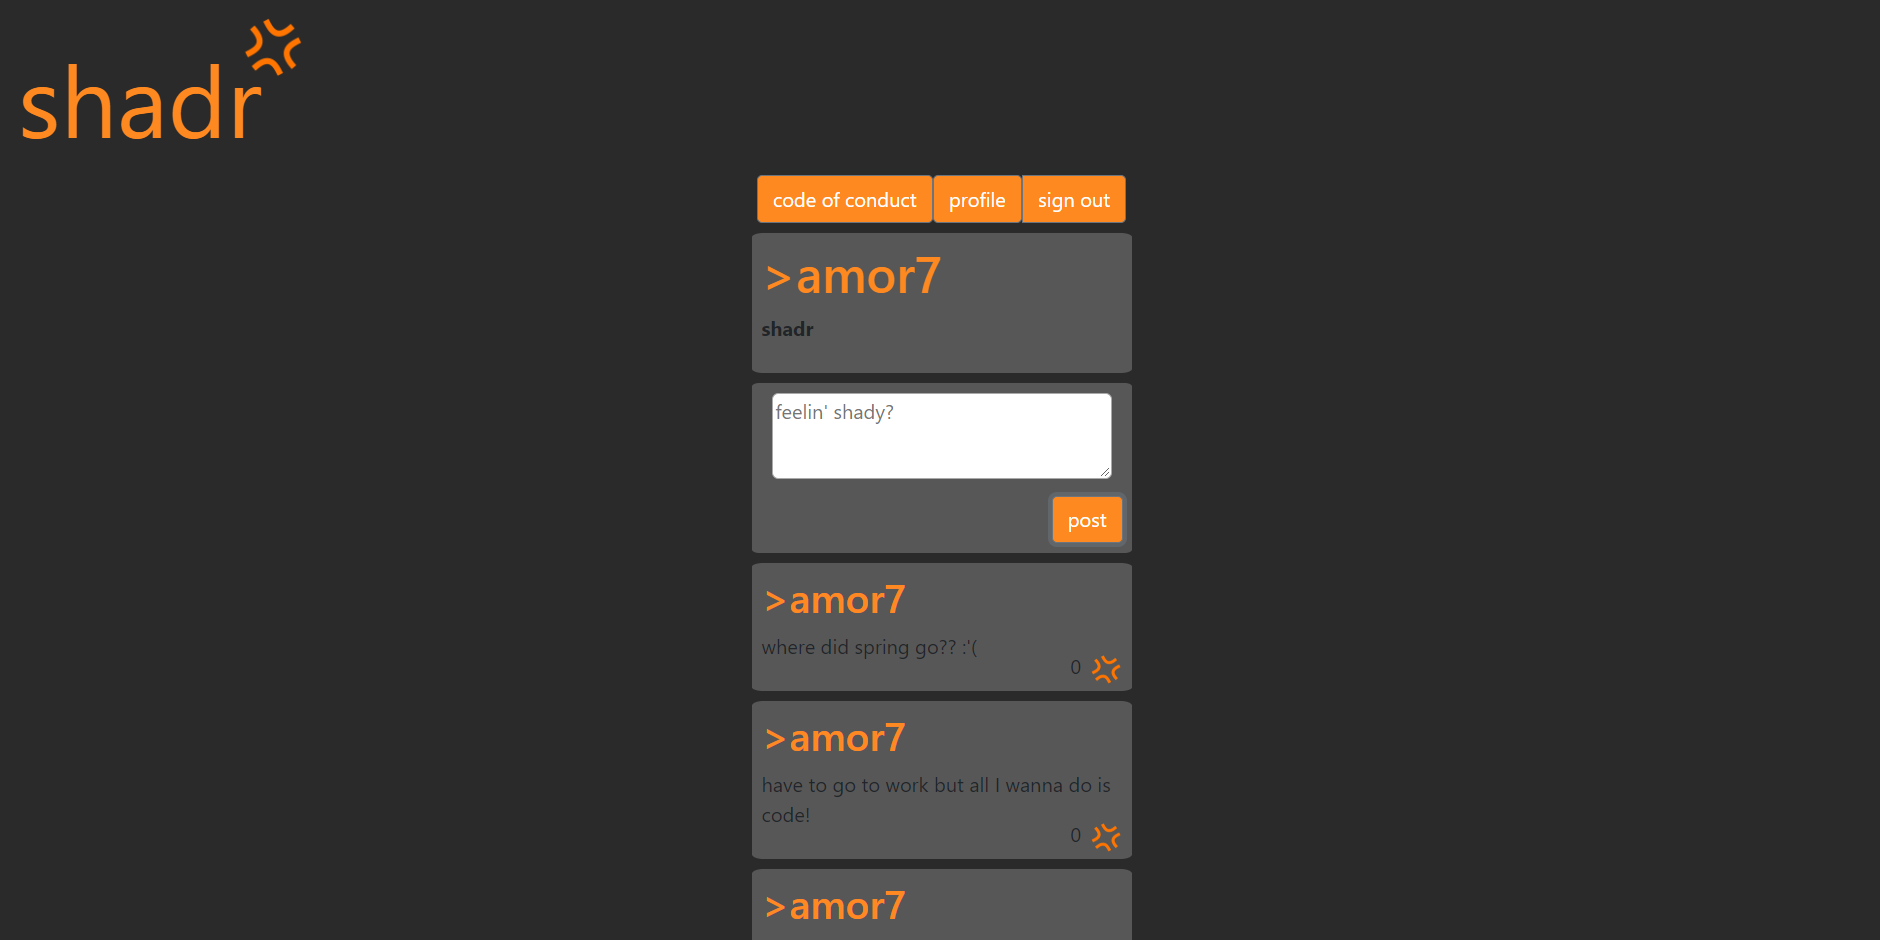 shadr
code of conduct profile sign out
>amor7
shadr
feelin' shady?
post
>amor7
where did spring go?? :'(
0
>amor7
have to go to work but all I wanna do is
code!
0
>amor7